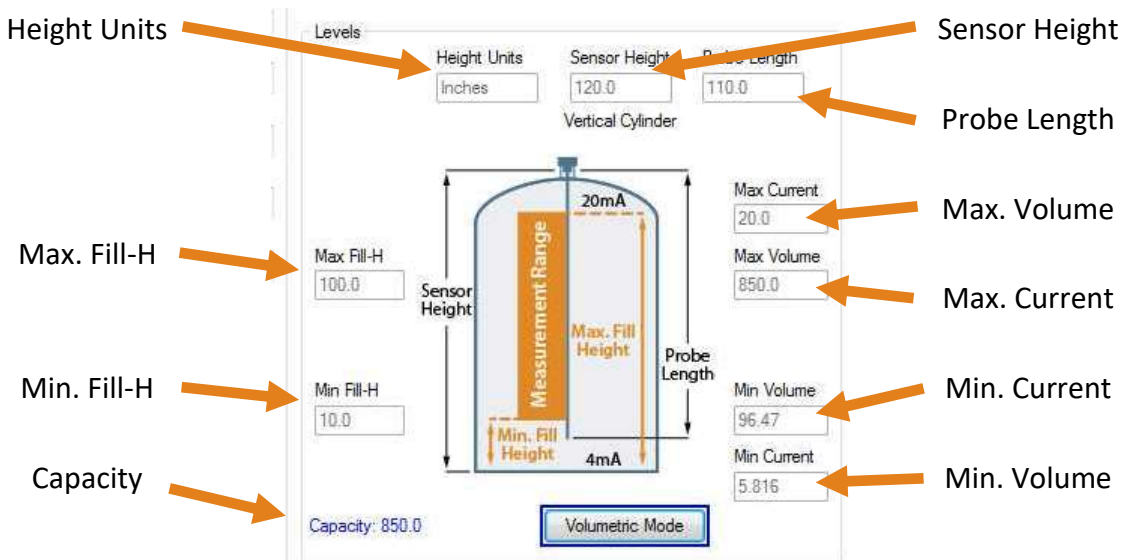 Height Units
Sensor Height
Levels
Height Units
Sensor Height
Probe Length
Inches
120.0
110.0
Probe Length
Vertical Cylinder
Max Current
20mA
20.0
Max. Volume
Max. Fill-H
Max Fill-H
Max Volume
100.0
850.0
Sensor
Height
Measurement Range
Max. Current
Max. Fill
Height
Probe
Length
Min. Fill-H
Min Fill-H
Min Volume
Min. Current
10.0
96.47
Min. Fill
Height
4mA
Min Current
Capacity
5.816
Min. Volume
Capacity: 850.0
Volumetric Mode